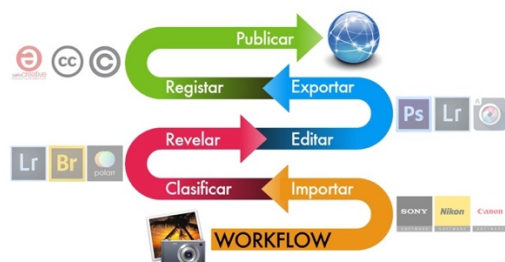 Publicar
Registar Exportar
Ps Lr
Revelar Editar
Lr Br polarr
Clasificar Importar
SONY Nikon Canon
WORKFLOW